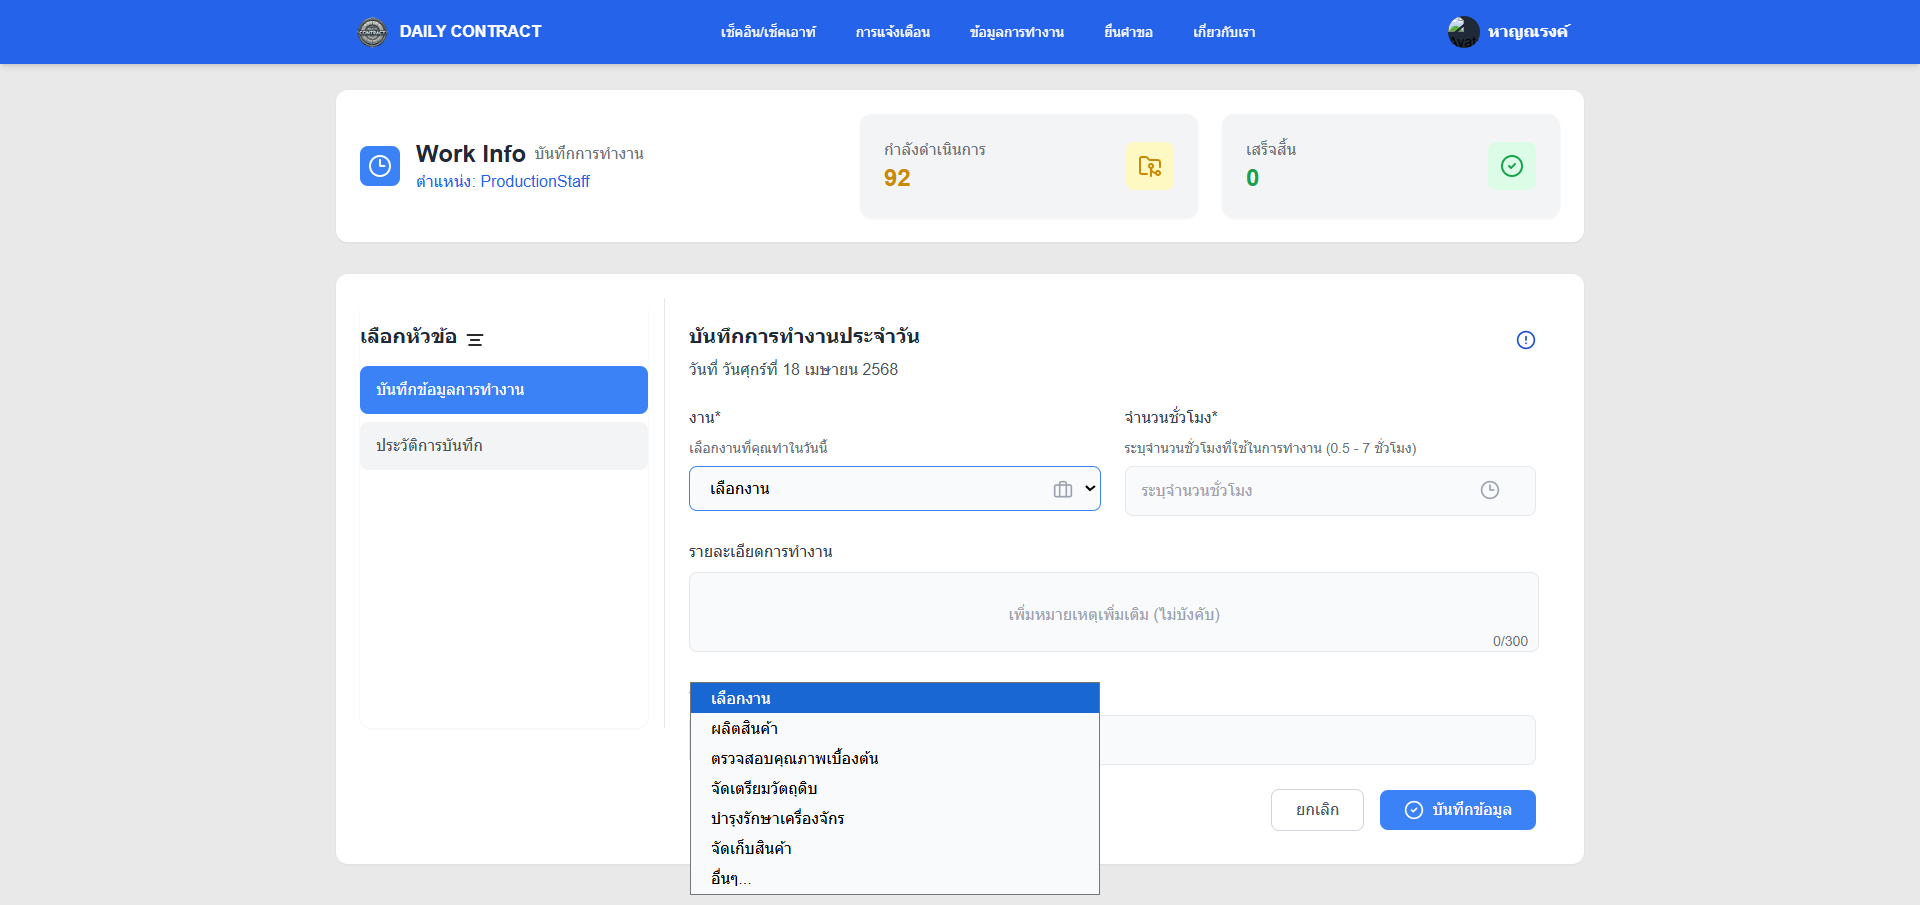 CONTRACT
DAILY CONTRACT
เช็คอิน/เช็คเอาท์
การแจ้งเตือน
ข้อมูลการทำงาน
ยื่นคำขอ
เกี่ยวกับเรา
หาญณรงค์
Work Info บันทึกการทำงาน
ตำแหน่ง: ProductionStaff
กำลังดำเนินการ
92
เสร็จสิ้น
0
เลือกหัวข้อ
บันทึกข้อมูลการทำงาน
ประวัติการบันทึก
บันทึกการทำงานประจำวัน
วันที่ วันศุกร์ที่ 18 เมษายน 2568
งาน*
เลือกงานที่คุณทำในวันนี้
เลือกงาน
จำนวนชั่วโมง*
ระบุจำนวนชั่วโมงที่ใช้ในการทำงาน (0.5 - 7 ชั่วโมง)
ระบุจำนวนชั่วโมง
รายละเอียดการทำงาน
เพิ่มหมายเหตุเพิ่มเติม (ไม่บังคับ)
0/300
เลือกงาน
ผลิตสินค้า
ตรวจสอบคุณภาพเบื้องต้น
จัดเตรียมวัตถุดิบ
บำรุงรักษาเครื่องจักร
จัดเก็บสินค้า
อื่นๆ...
ยกเลิก
บันทึกข้อมูล